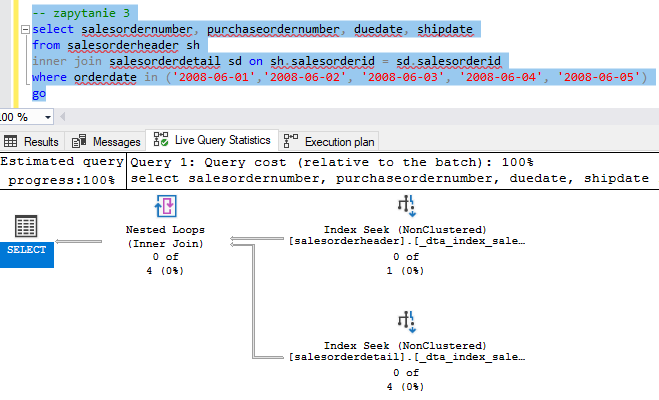 -- zapytanie 3
select salesordernumber, purchaseordernumber, duedate, shipdate
from salesorderheader sh
inner join salesorderdetail sd on sh.salesorderid = sd.salesorderid
where orderdate in ('2008-06-01','2008-06-02', '2008-06-03', '2008-06-04', '2008-06-05')
go
.00 %
Results Messages Live Query Statistics Execution plan
Estimated query
progress:100%
Query 1: Query cost (relative to the batch): 100%
select salesordernumber, purchaseordernumber, duedate, shipdate
SELECT
Nested Loops
(Inner Join)
0 of
4 (0%)
Index Seek (NonClustered)
[salesorderheader].[_dta_index_sale…
0 of
1 (0%)
Index Seek (NonClustered)
[salesorderdetail].[_dta_index_sale…
0 of
4 (0%)